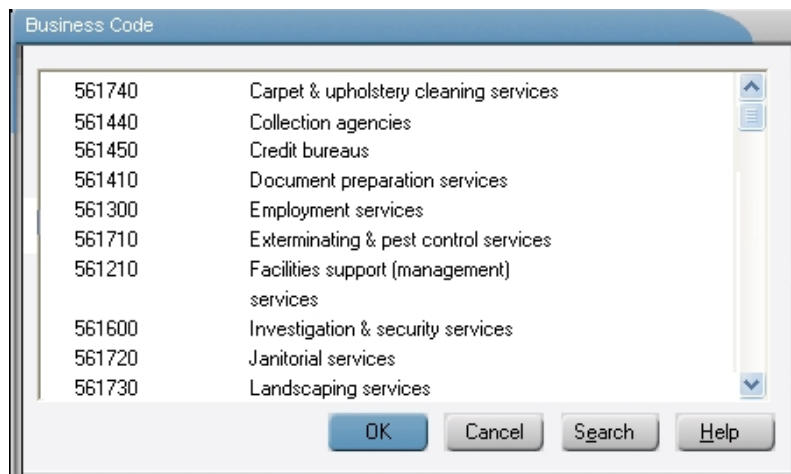 Business Code
561740 Carpet & upholstery cleaning services
561440 Collection agencies
561450 Credit bureaus
561410 Document preparation services
561300 Employment services
561710 Exterminating & pest control services
561210 Facilities support (management)
services
561600 Investigation & security services
561720 Janitorial services
561730 Landscaping services
OK Cancel Search Help